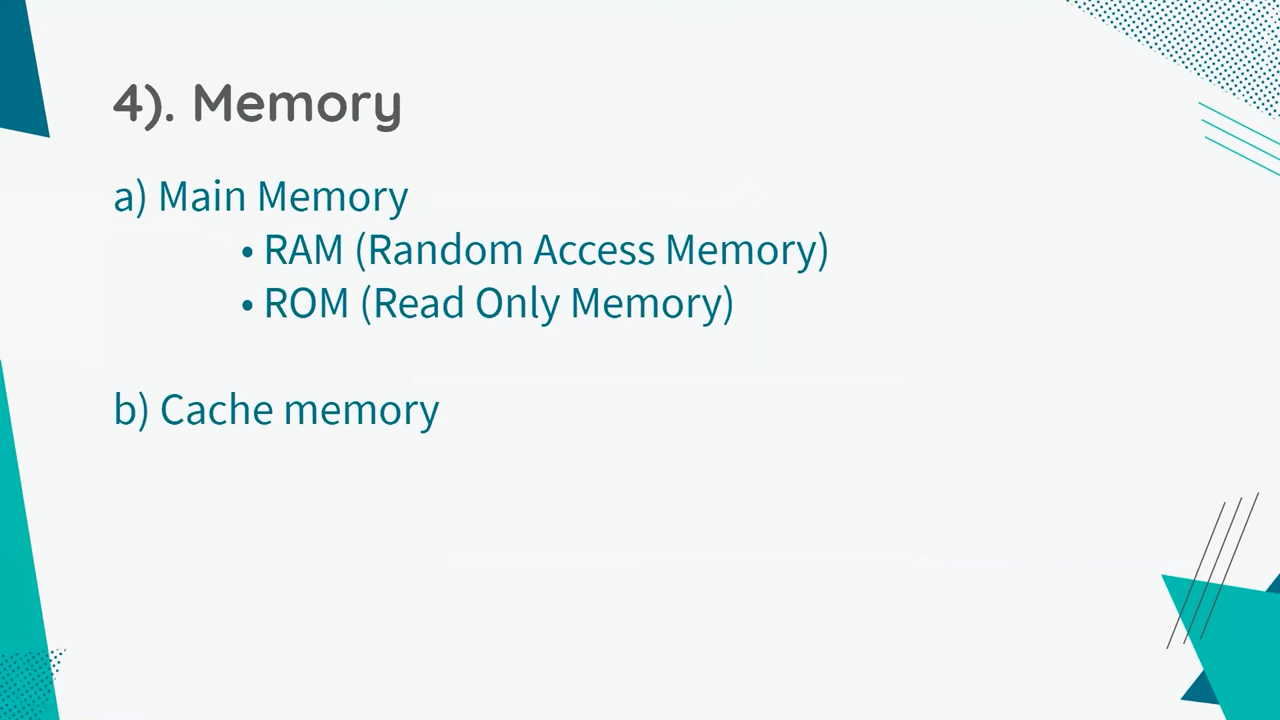 4). Memory
a) Main Memory
• RAM (Random Access Memory)
• ROM (Read Only Memory)
b) Cache memory